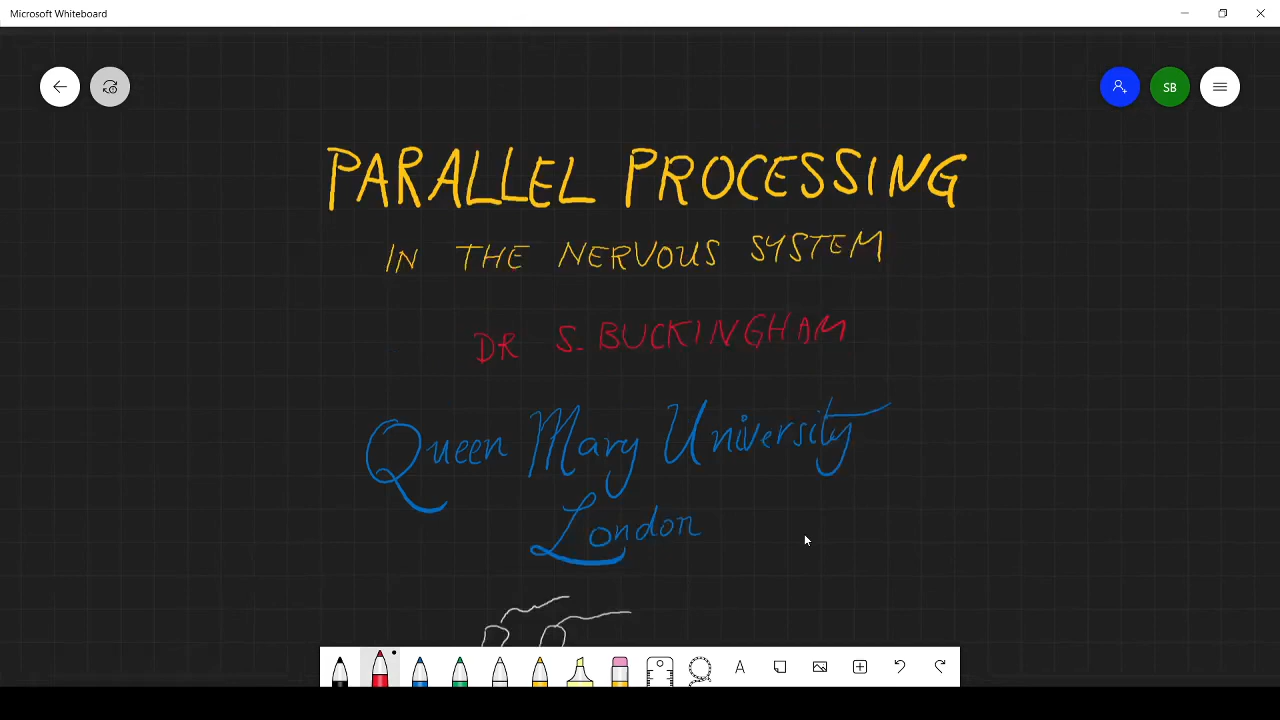 Microsoft Whiteboard
SB
PARALLEL PROCESSING
IN THE NERVOUS SYSTEM
DR S. BUCKINGHAM
Queen Mary University
London
A